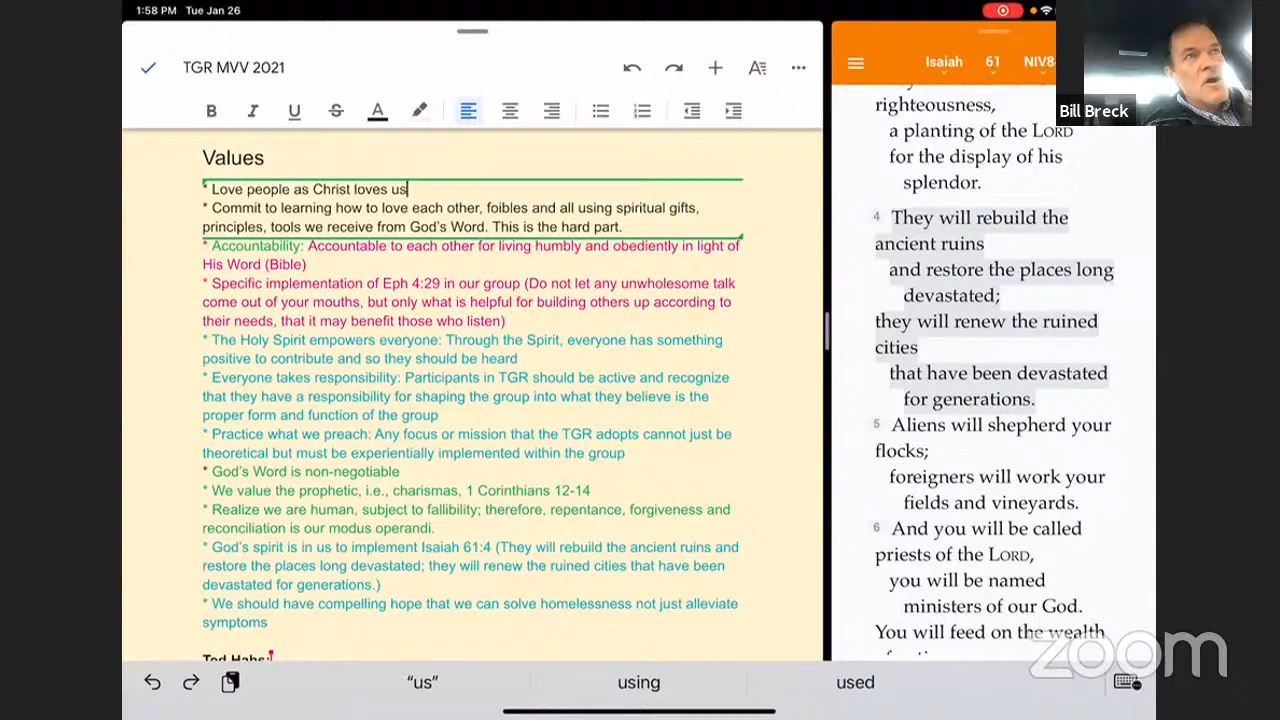 1:58 PM Tue Jan 26
TGR MVV 2021
B I U S A
Values
* Love people as Christ loves us
* Commit to learning how to love each other, foibles and all using spiritual gifts,
principles, tools we receive from God's Word. This is the hard part.
* Accountability: Accountable to each other for living humbly and obediently in light of
His Word (Bible)
* Specific implementation of Eph 4:29 in our group (Do not let any unwholesome talk
come out of your mouths, but only what is helpful for building others up according to
their needs, that it may benefit those who listen)
* The Holy Spirit empowers everyone: Through the Spirit, everyone has something
positive to contribute and so they should be heard
* Everyone takes responsibility: Participants in TGR should be active and recognize
that they have a responsibility for shaping the group into what they believe is the
proper form and function of the group
* Practice what we preach: Any focus or mission that the TGR adopts cannot just be
theoretical but must be experientially implemented within the group
* God's Word is non-negotiable
* We value the prophetic, i.e., charismas, 1 Corinthians 12-14
* Realize we are human, subject to fallibility; therefore, repentance, forgiveness and
reconciliation is our modus operandi.
* God's spirit is in us to implement Isaiah 61:4 (They will rebuild the ancient ruins and
restore the places long devastated; they will renew the ruined cities that have been
devastated for generations.)
* We should have compelling hope that we can solve homelessness not just alleviate
symptoms
Ted Hahs:
"us"
using
used
Isaiah 61 NIV8
righteousness,
a planting of the LORD
for the display of his
splendor.
4 They will rebuild the
ancient ruins
and restore the places long
devastated;
they will renew the ruined
cities
that have been devastated
for generations.
5 Aliens will shepherd your
flocks;
foreigners will work your
fields and vineyards.
6 And you will be called
priests of the LORD,
you will be named
ministers of our God.
You will feed on the wealth
Bill Breck
zoom